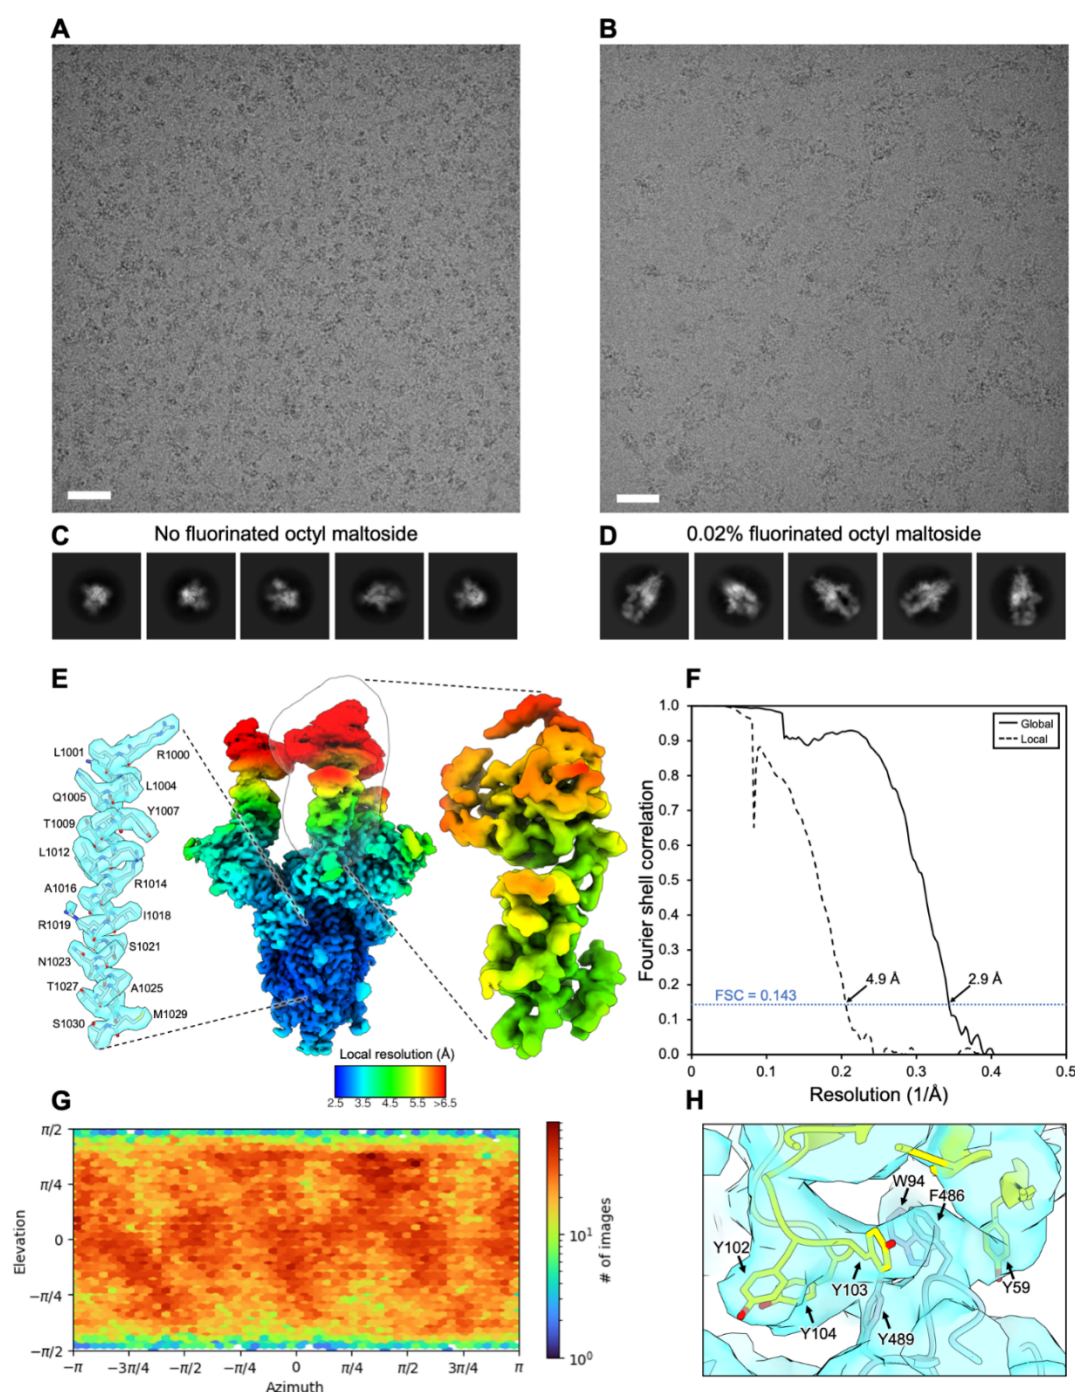 A
B
C No fluorinated octyl maltoside
D 0.02% fluorinated octyl maltoside
E
L1001
R1000
L1004
Q1005
Y1007
T1009
L1012
R1014
A1016
I1018
R1019
S1021
N1023
A1025
T1027
M1029
S1030
Local resolution (Å)
2.5 3.5 4.5 5.5 >6.5
F
Fourier shell correlation
1.0
0.9
0.8
0.7
0.6
0.5
0.4
0.3
0.2
0.1
0.0
Global
Local
4.9 Å
2.9 Å
FSC = 0.143
0 0.1 0.2 0.3 0.4 0.5
Resolution (1/Å)
G
Elevation
π/2
π/4
0
−π/4
−π/2
−π −3π/4 −π/2 −π/4 0 π/4 π/2 3π/4 π
Azimuth
# of images
10¹
10⁰
H
W94
F486
Y102
Y103
Y59
Y104
Y489